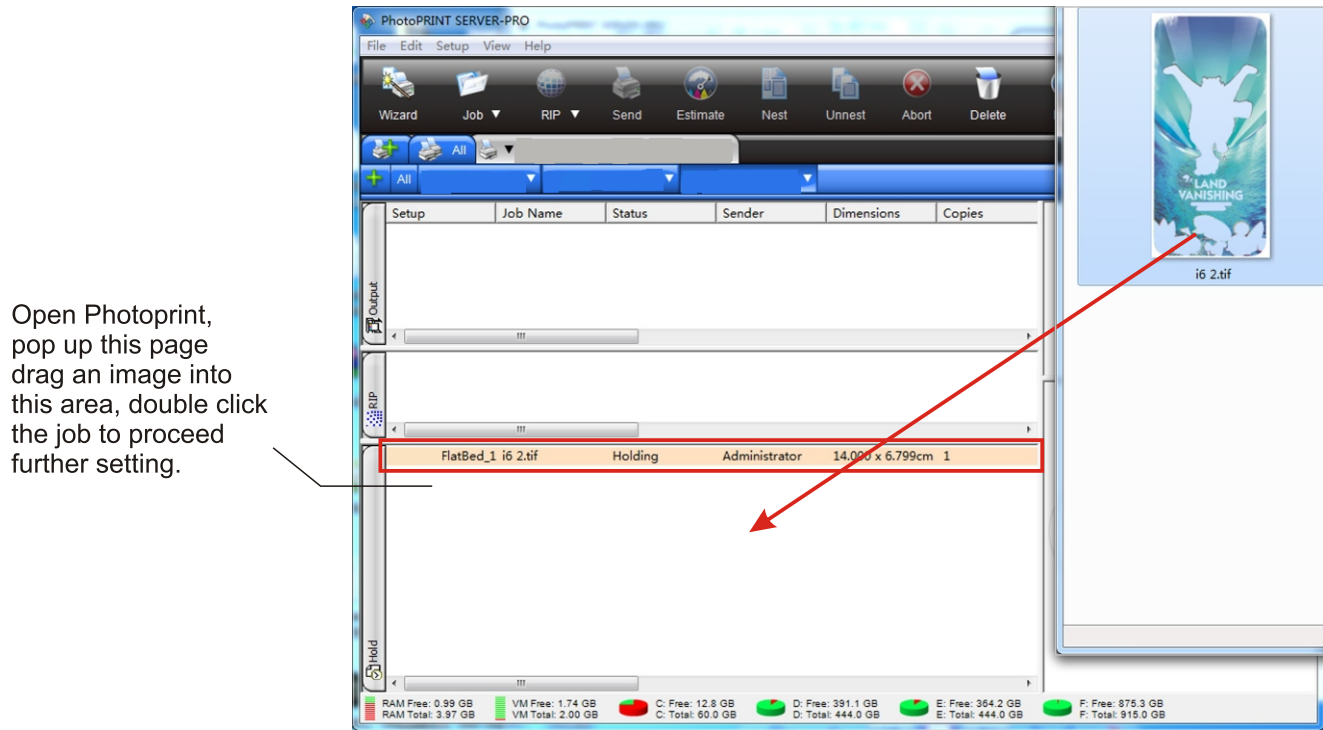 PhotoPRINT SERVER-PRO
File Edit Setup View Help
Wizard Job RIP Send Estimate Nest Unnest Abort Delete
All
All
Setup Job Name Status Sender Dimensions Copies
Output
RIP
FlatBed_1 i6 2.tif Holding Administrator 14.090 x 6.799cm 1
Hold
RAM Free: 0.99 GB VM Free: 1.74 GB C: Free: 12.8 GB D: Free: 391.1 GB E: Free: 364.2 GB F: Free: 875.3 GB
RAM Total: 3.97 GB VM Total: 2.00 GB C: Total: 60.0 GB D: Total: 444.0 GB E: Total: 444.0 GB F: Total: 915.0 GB
LAND
VANISHING
i6 2.tif
Open Photoprint,
pop up this page
drag an image into
this area, double click
the job to proceed
further setting.